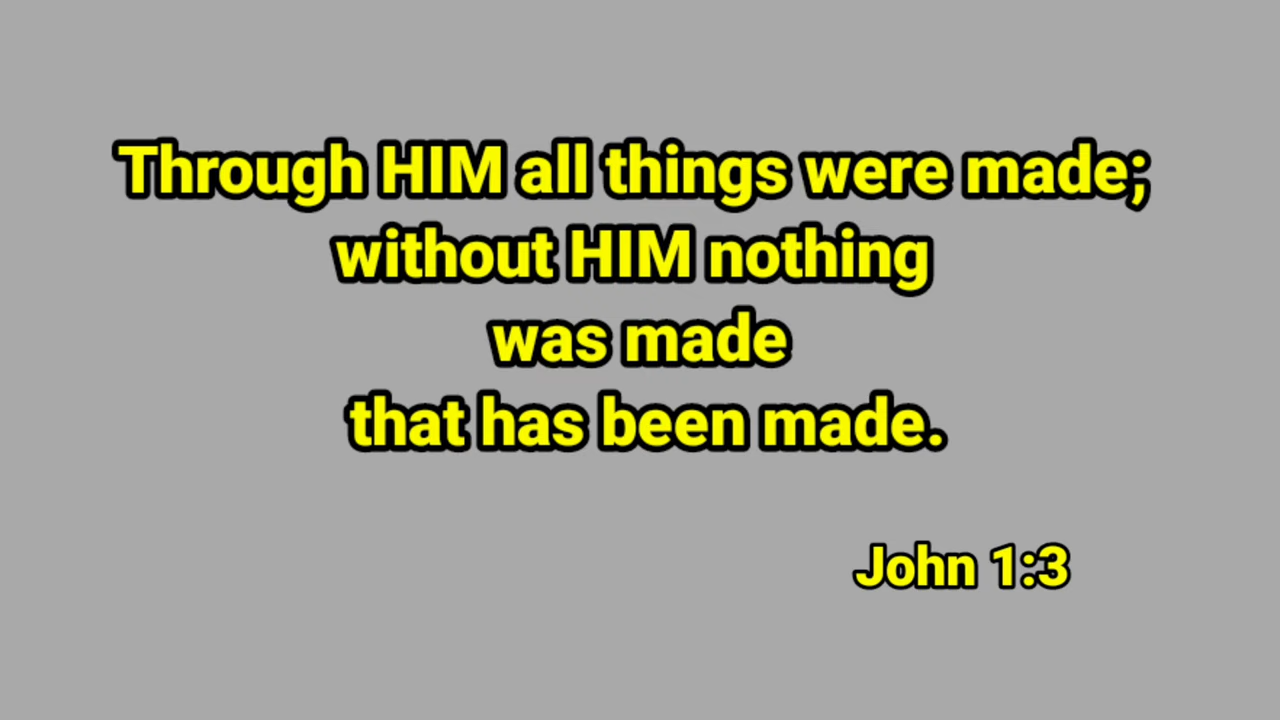 Through HIM all things were made;
without HIM nothing
was made
that has been made.
John 1:3